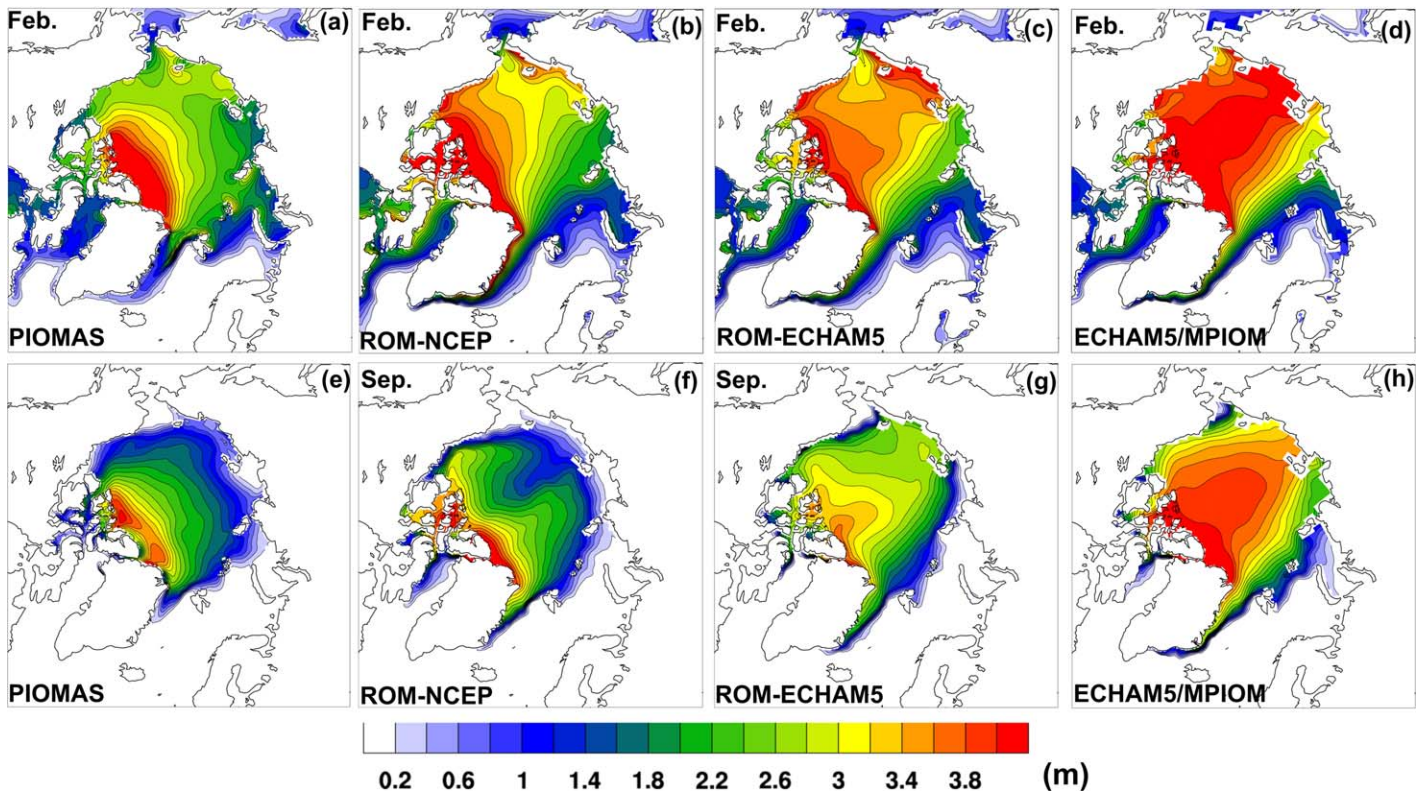 Feb. (a)
PIOMAS
Feb. (b)
ROM-NCEP
Feb. (c)
ROM-ECHAM5
Feb. (d)
ECHAM5/MPIOM
(e)
PIOMAS
Sep. (f)
ROM-NCEP
Sep. (g)
ROM-ECHAM5
(h)
ECHAM5/MPIOM
0.2 0.6 1 1.4 1.8 2.2 2.6 3 3.4 3.8 (m)